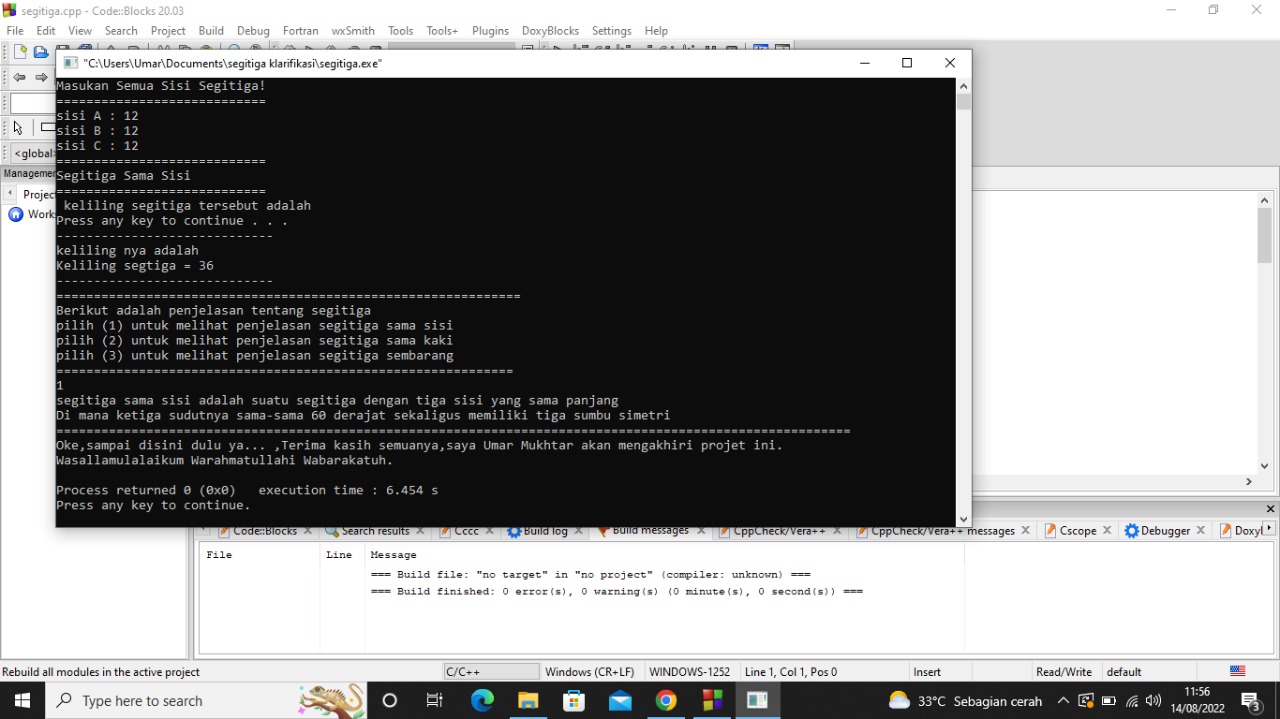 segitiga.cpp - Code::Blocks 20.03
File Edit View Search Project Build Debug Fortran wxSmith Tools Tools+ Plugins DoxyBlocks Settings Help
"C:\Users\Umar\Documents\segitiga klarifikasi\segitiga.exe"
<global>
Management
Projec
Work
Masukan Semua Sisi Segitiga!
============================
sisi A : 12
sisi B : 12
sisi C : 12
============================
Segitiga Sama Sisi
============================
keliling segitiga tersebut adalah
Press any key to continue . . .
-----------------------------
keliling nya adalah
Keliling segtiga = 36
-----------------------------
==============================================================
Berikut adalah penjelasan tentang segitiga
pilih (1) untuk melihat penjelasan segitiga sama sisi
pilih (2) untuk melihat penjelasan segitiga sama kaki
pilih (3) untuk melihat penjelasan segitiga sembarang
=============================================================
1
segitiga sama sisi adalah suatu segitiga dengan tiga sisi yang sama panjang
Di mana ketiga sudutnya sama-sama 60 derajat sekaligus memiliki tiga sumbu simetri
==========================================================================================================
Oke,sampai disini dulu ya... ,Terima kasih semuanya,saya Umar Mukhtar akan mengakhiri projet ini.
Wasallamulalaikum Warahmatullahi Wabarakatuh.
Process returned 0 (0x0)   execution time : 6.454 s
Press any key to continue.
Code::Blocks Search results Cccc Build log Build messages CppCheck/Vera++ CppCheck/Vera++ messages Cscope Debugger Doxyl
File Line Message
=== Build file: "no target" in "no project" (compiler: unknown) ===
=== Build finished: 0 error(s), 0 warning(s) (0 minute(s), 0 second(s)) ===
Rebuild all modules in the active project C/C++ Windows (CR+LF) WINDOWS-1252 Line 1, Col 1, Pos 0 Insert Read/Write default
Type here to search 33°C Sebagian cerah 11:56
14/08/2022 3